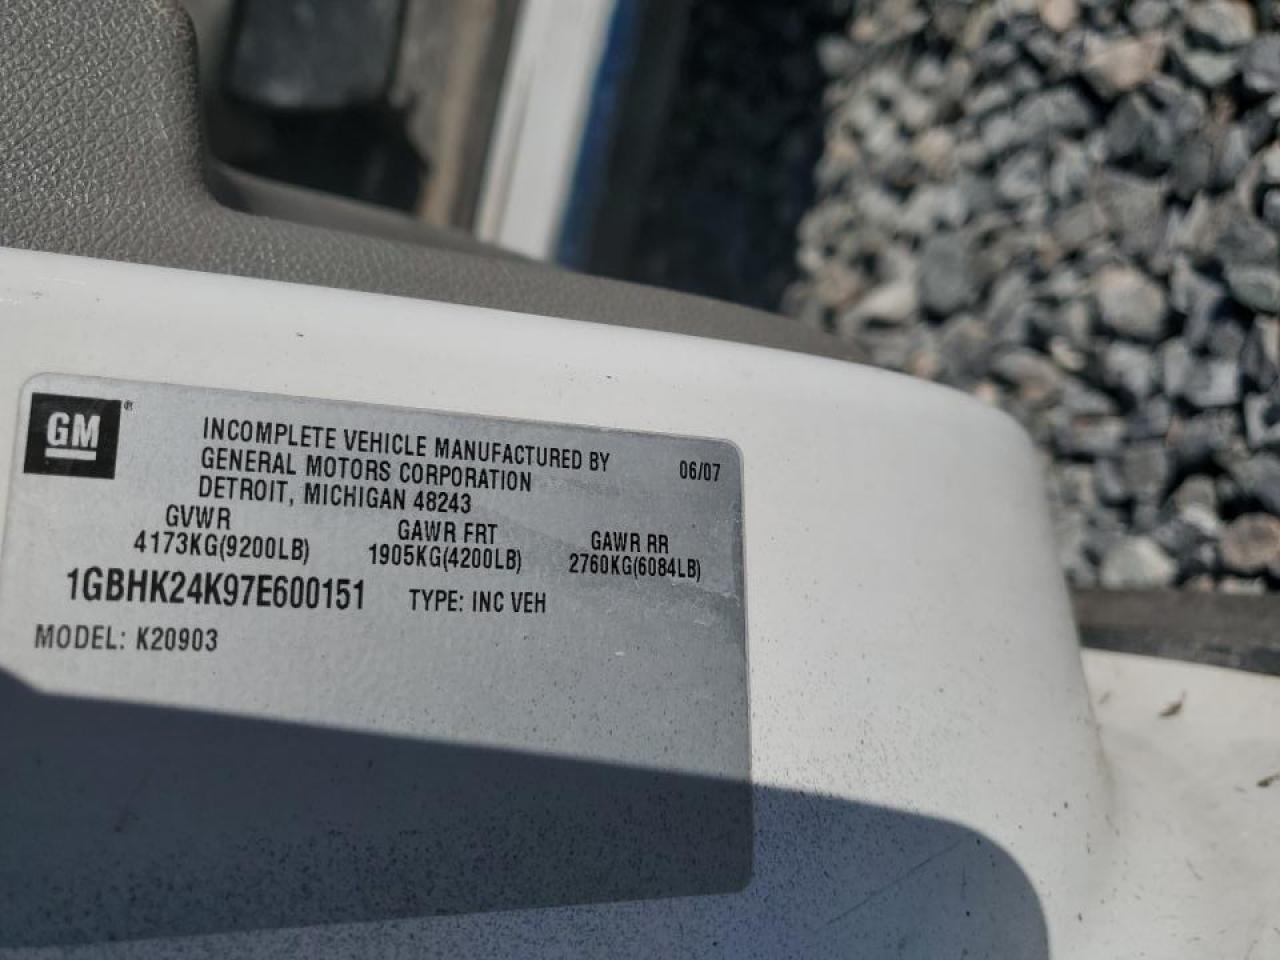 GM®
INCOMPLETE VEHICLE MANUFACTURED BY 06/07
GENERAL MOTORS CORPORATION
DETROIT, MICHIGAN 48243
GVWR GAWR FRT GAWR RR
4173KG(9200LB) 1905KG(4200LB) 2760KG(6084LB)
1GBHK24K97E600151 TYPE: INC VEH
MODEL: K20903